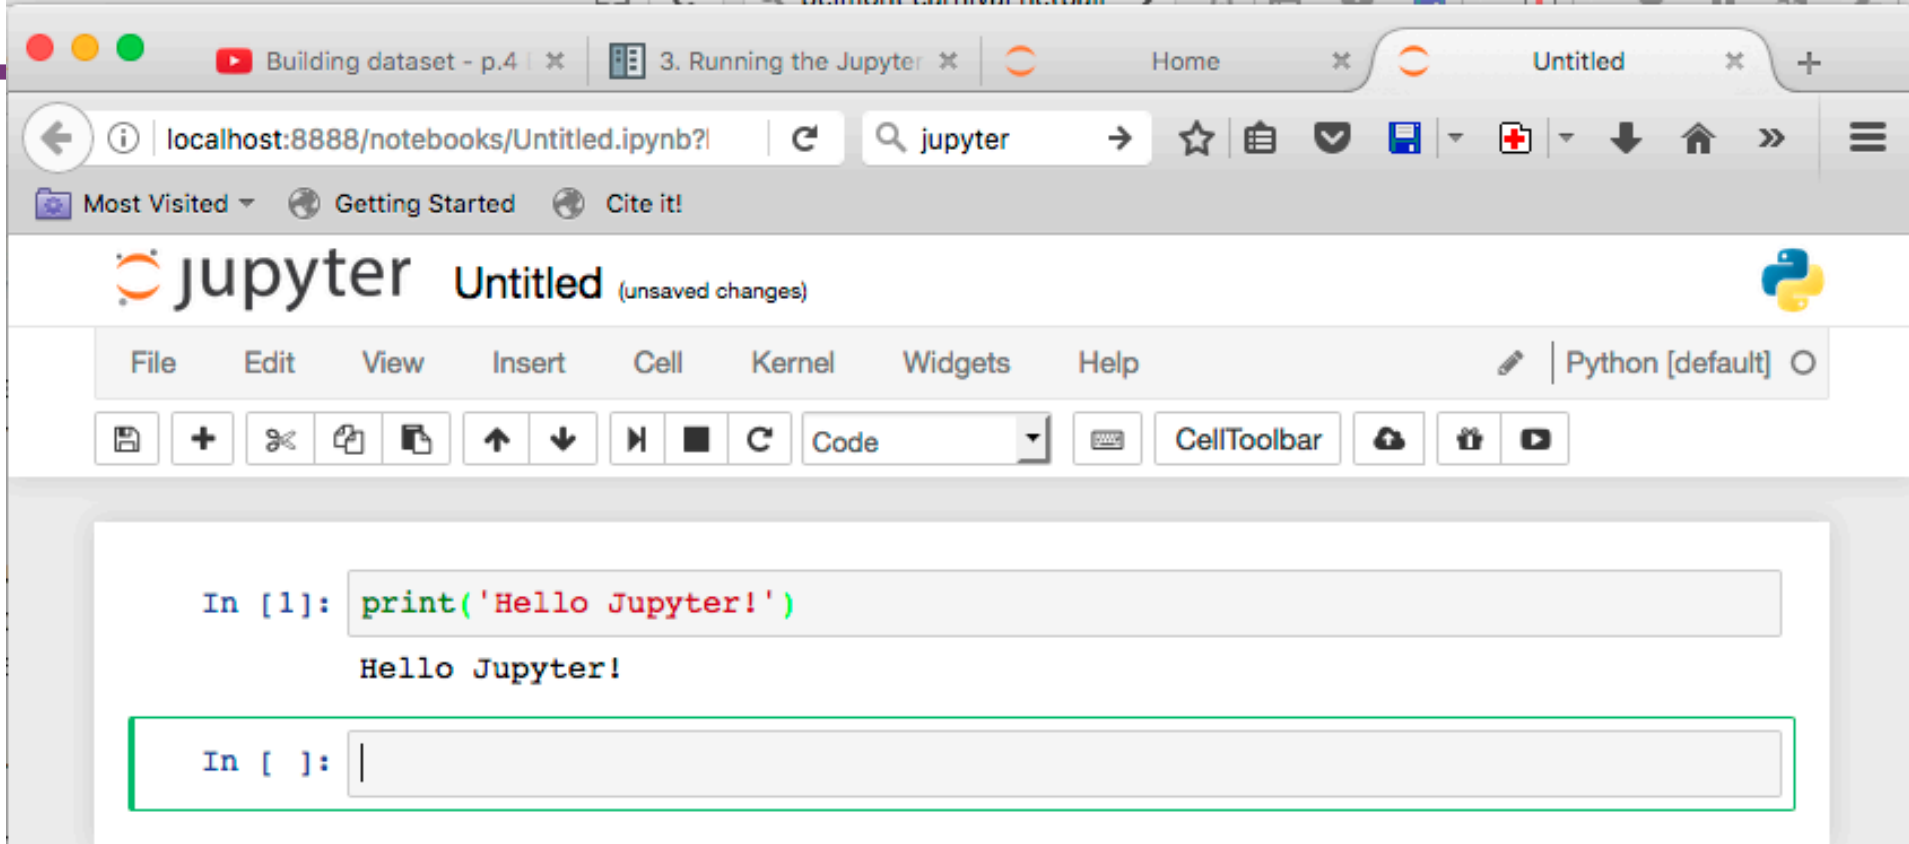 Building dataset - p.4
3. Running the Jupyter
Home
Untitled
localhost:8888/notebooks/Untitled.ipynb?
jupyter
Most Visited
Getting Started
Cite it!
jupyter Untitled (unsaved changes)
File Edit View Insert Cell Kernel Widgets Help Python [default]
Code CellToolbar
In [1]: print('Hello Jupyter!')
Hello Jupyter!
In [ ]: